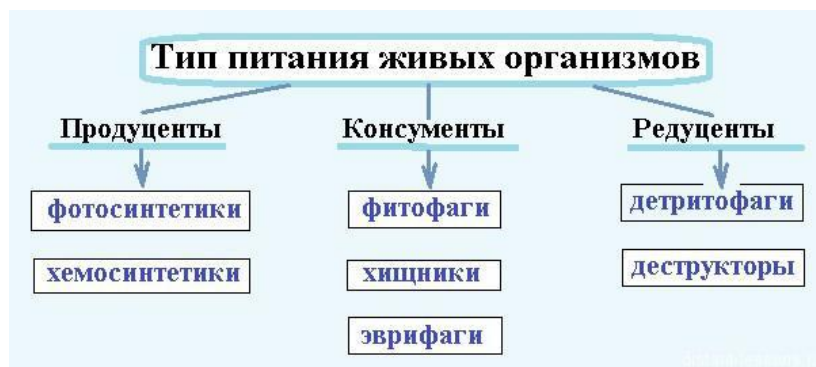 Тип питания живых организмов
Продуценты
Консументы
Редуценты
фотосинтетики
фитофаги
детритофаги
хемосинтетики
хищники
деструкторы
эврифаги